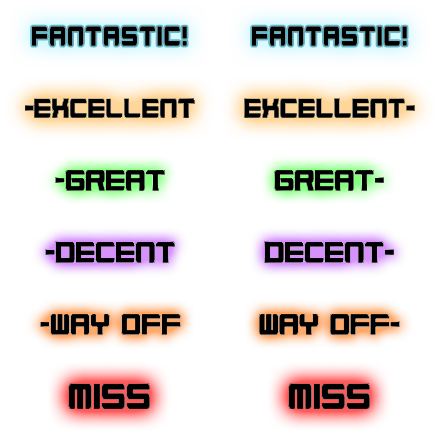 FANTASTIC! FANTASTIC!
-EXCELLENT EXCELLENT-
-GREAT GREAT-
-DECENT DECENT-
-WAY OFF WAY OFF-
MISS MISS